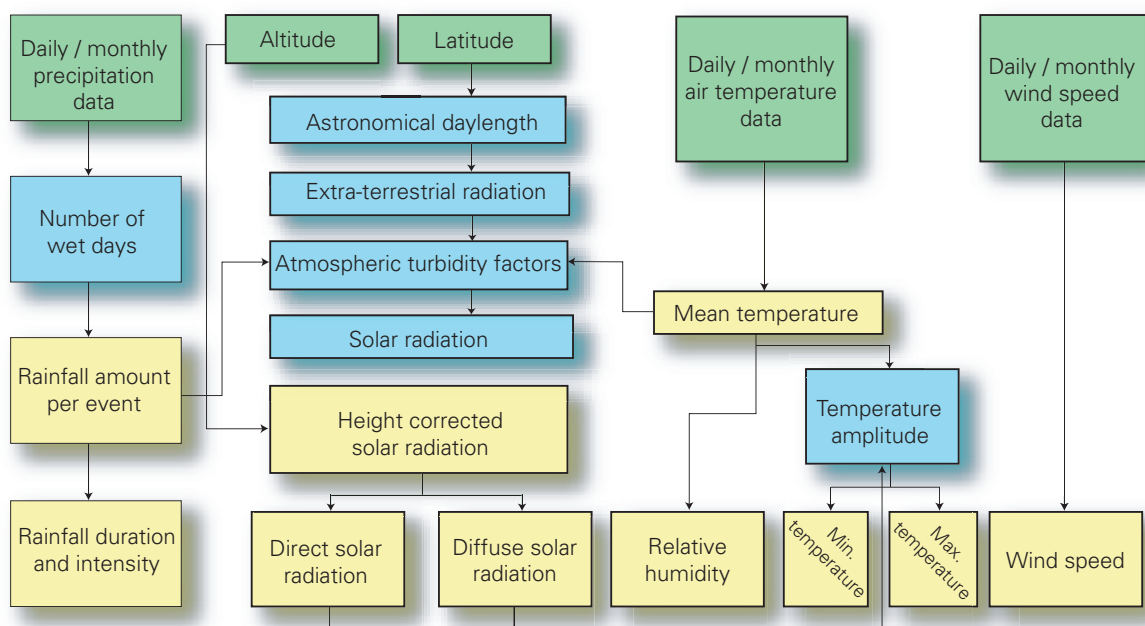 Daily / monthly
precipitation
data
Altitude
Latitude
Daily / monthly
air temperature
data
Daily / monthly
wind speed
data
Astronomical daylength
Extra-terrestrial radiation
Number of
wet days
Atmospheric turbidity factors
Mean temperature
Solar radiation
Rainfall amount
per event
Height corrected
solar radiation
Temperature
amplitude
Rainfall duration
and intensity
Direct solar
radiation
Diffuse solar
radiation
Relative
humidity
Min.
temperature
Max.
temperature
Wind speed